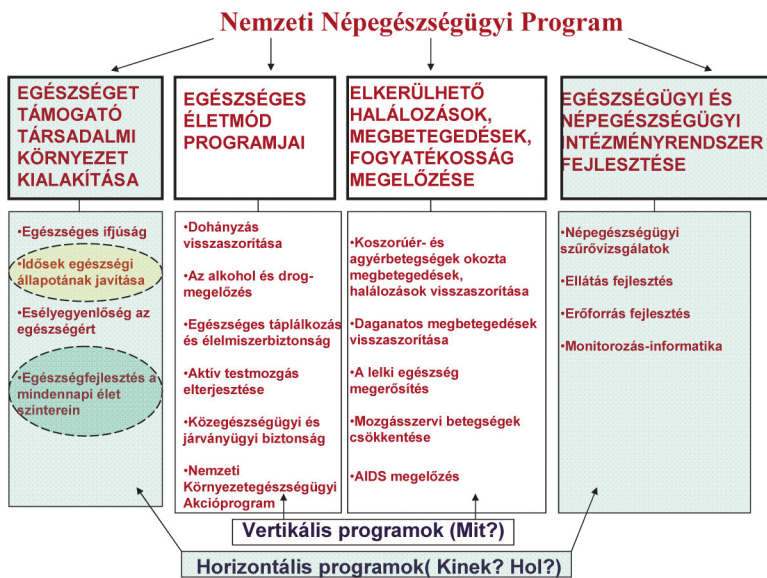 Nemzeti Népegészségügyi Program
EGÉSZSÉGET
TÁMOGATÓ
TÁRSADALMI
KÖRNYEZET
KIALAKÍTÁSA
•Egészséges ifjúság
•Idősek egészségi
állapotának javítása
•Esélyegyenlőség az
egészségért
•Egészségfejlesztés a
mindennapi élet
szinterein
EGÉSZSÉGES
ÉLETMÓD
PROGRAMJAI
•Dohányzás
visszaszorítása
•Az alkohol és drog-
megelőzés
•Egészséges táplálkozás
és élelmiszerbiztonság
•Aktív testmozgás
elterjesztése
•Közegészségügyi és
járványügyi biztonság
•Nemzeti
Környezetegészségügyi
Akcióprogram
ELKERÜLHETŐ
HALÁLOZÁSOK,
MEGBETEGEDÉSEK,
FOGYATÉKOSSÁG
MEGELŐZÉSE
•Koszorúér- és
agyérbetegségek okozta
megbetegedések,
halálozások visszaszorítása
•Daganatos megbetegedések
visszaszorítása
•A lelki egészség
megerősítés
•Mozgásszervi betegségek
csökkentése
•AIDS megelőzés
EGÉSZSÉGÜGYI ÉS
NÉPEGÉSZSÉGÜGYI
INTÉZMÉNYRENDSZER
FEJLESZTÉSE
•Népegészségügyi
szűrővizsgálatok
•Ellátás fejlesztés
•Erőforrás fejlesztés
•Monitorozás-informatika
Vertikális programok (Mit?)
Horizontális programok( Kinek? Hol?)